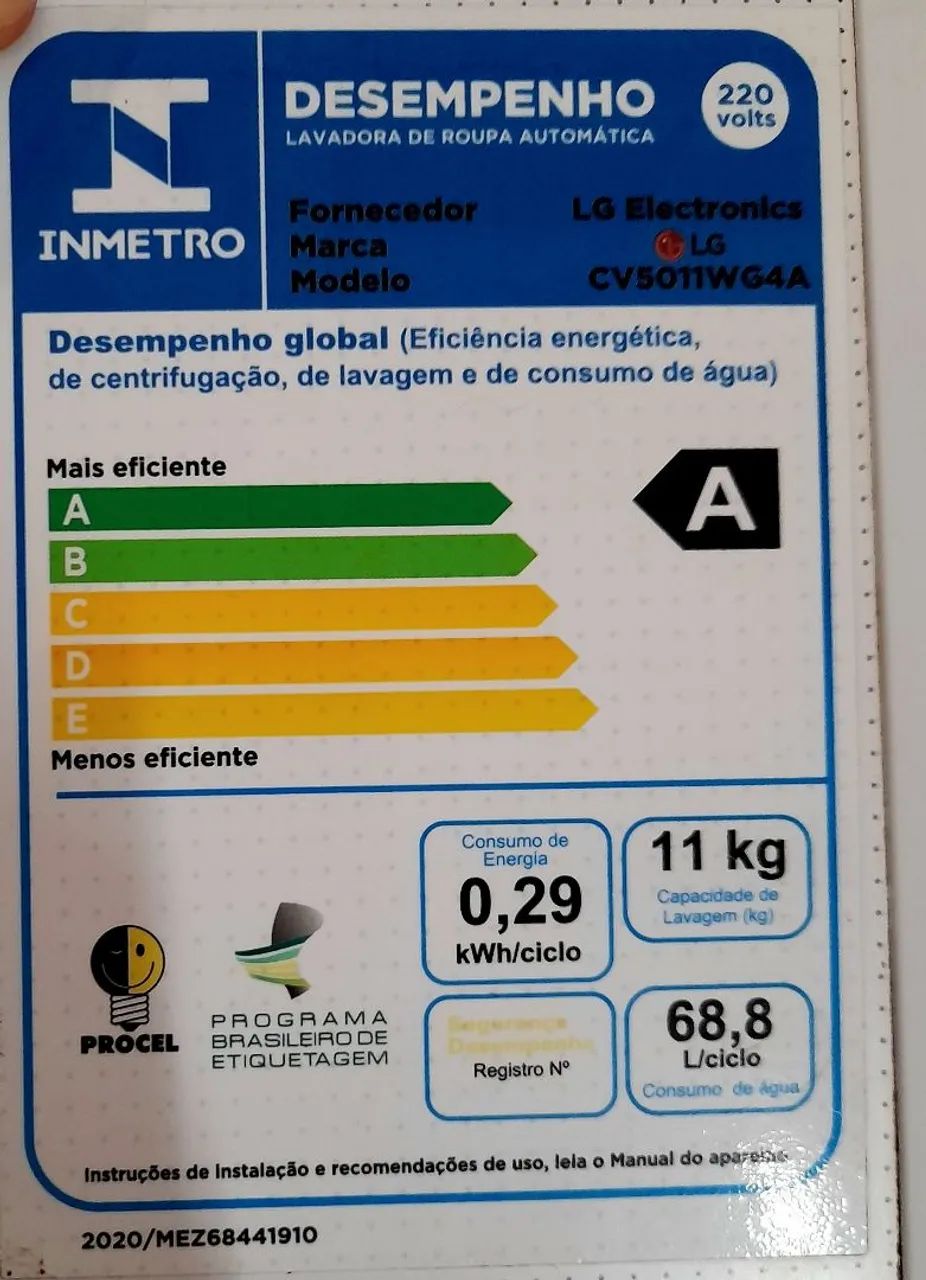 INMETRO
DESEMPENHO
LAVADORA DE ROUPA AUTOMÁTICA
220
volts
Fornecedor LG Electronics
Marca LG
Modelo CV5011WG4A
Desempenho global (Eficiência energética,
de centrifugação, de lavagem e de consumo de água)
Mais eficiente
A
A
B
C
D
E
Menos eficiente
Consumo de
Energia
0,29
kWh/ciclo
11 kg
Capacidade de
Lavagem (kg)
PROCEL
PROGRAMA
BRASILEIRO DE
ETIQUETAGEM
Segurança
Desempenho
Registro Nº
68,8
L/ciclo
Consumo de água
Instruções de Instalação e recomendações de uso, leia o Manual do aparelho
2020/MEZ68441910